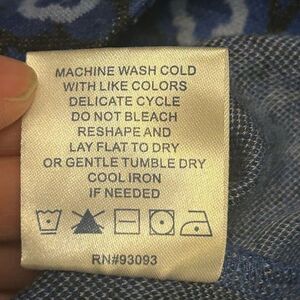 MACHINE WASH COLD
WITH LIKE COLORS
DELICATE CYCLE
DO NOT BLEACH
RESHAPE AND
LAY FLAT TO DRY
OR GENTLE TUMBLE DRY
COOL IRON
IF NEEDED
RN#93093